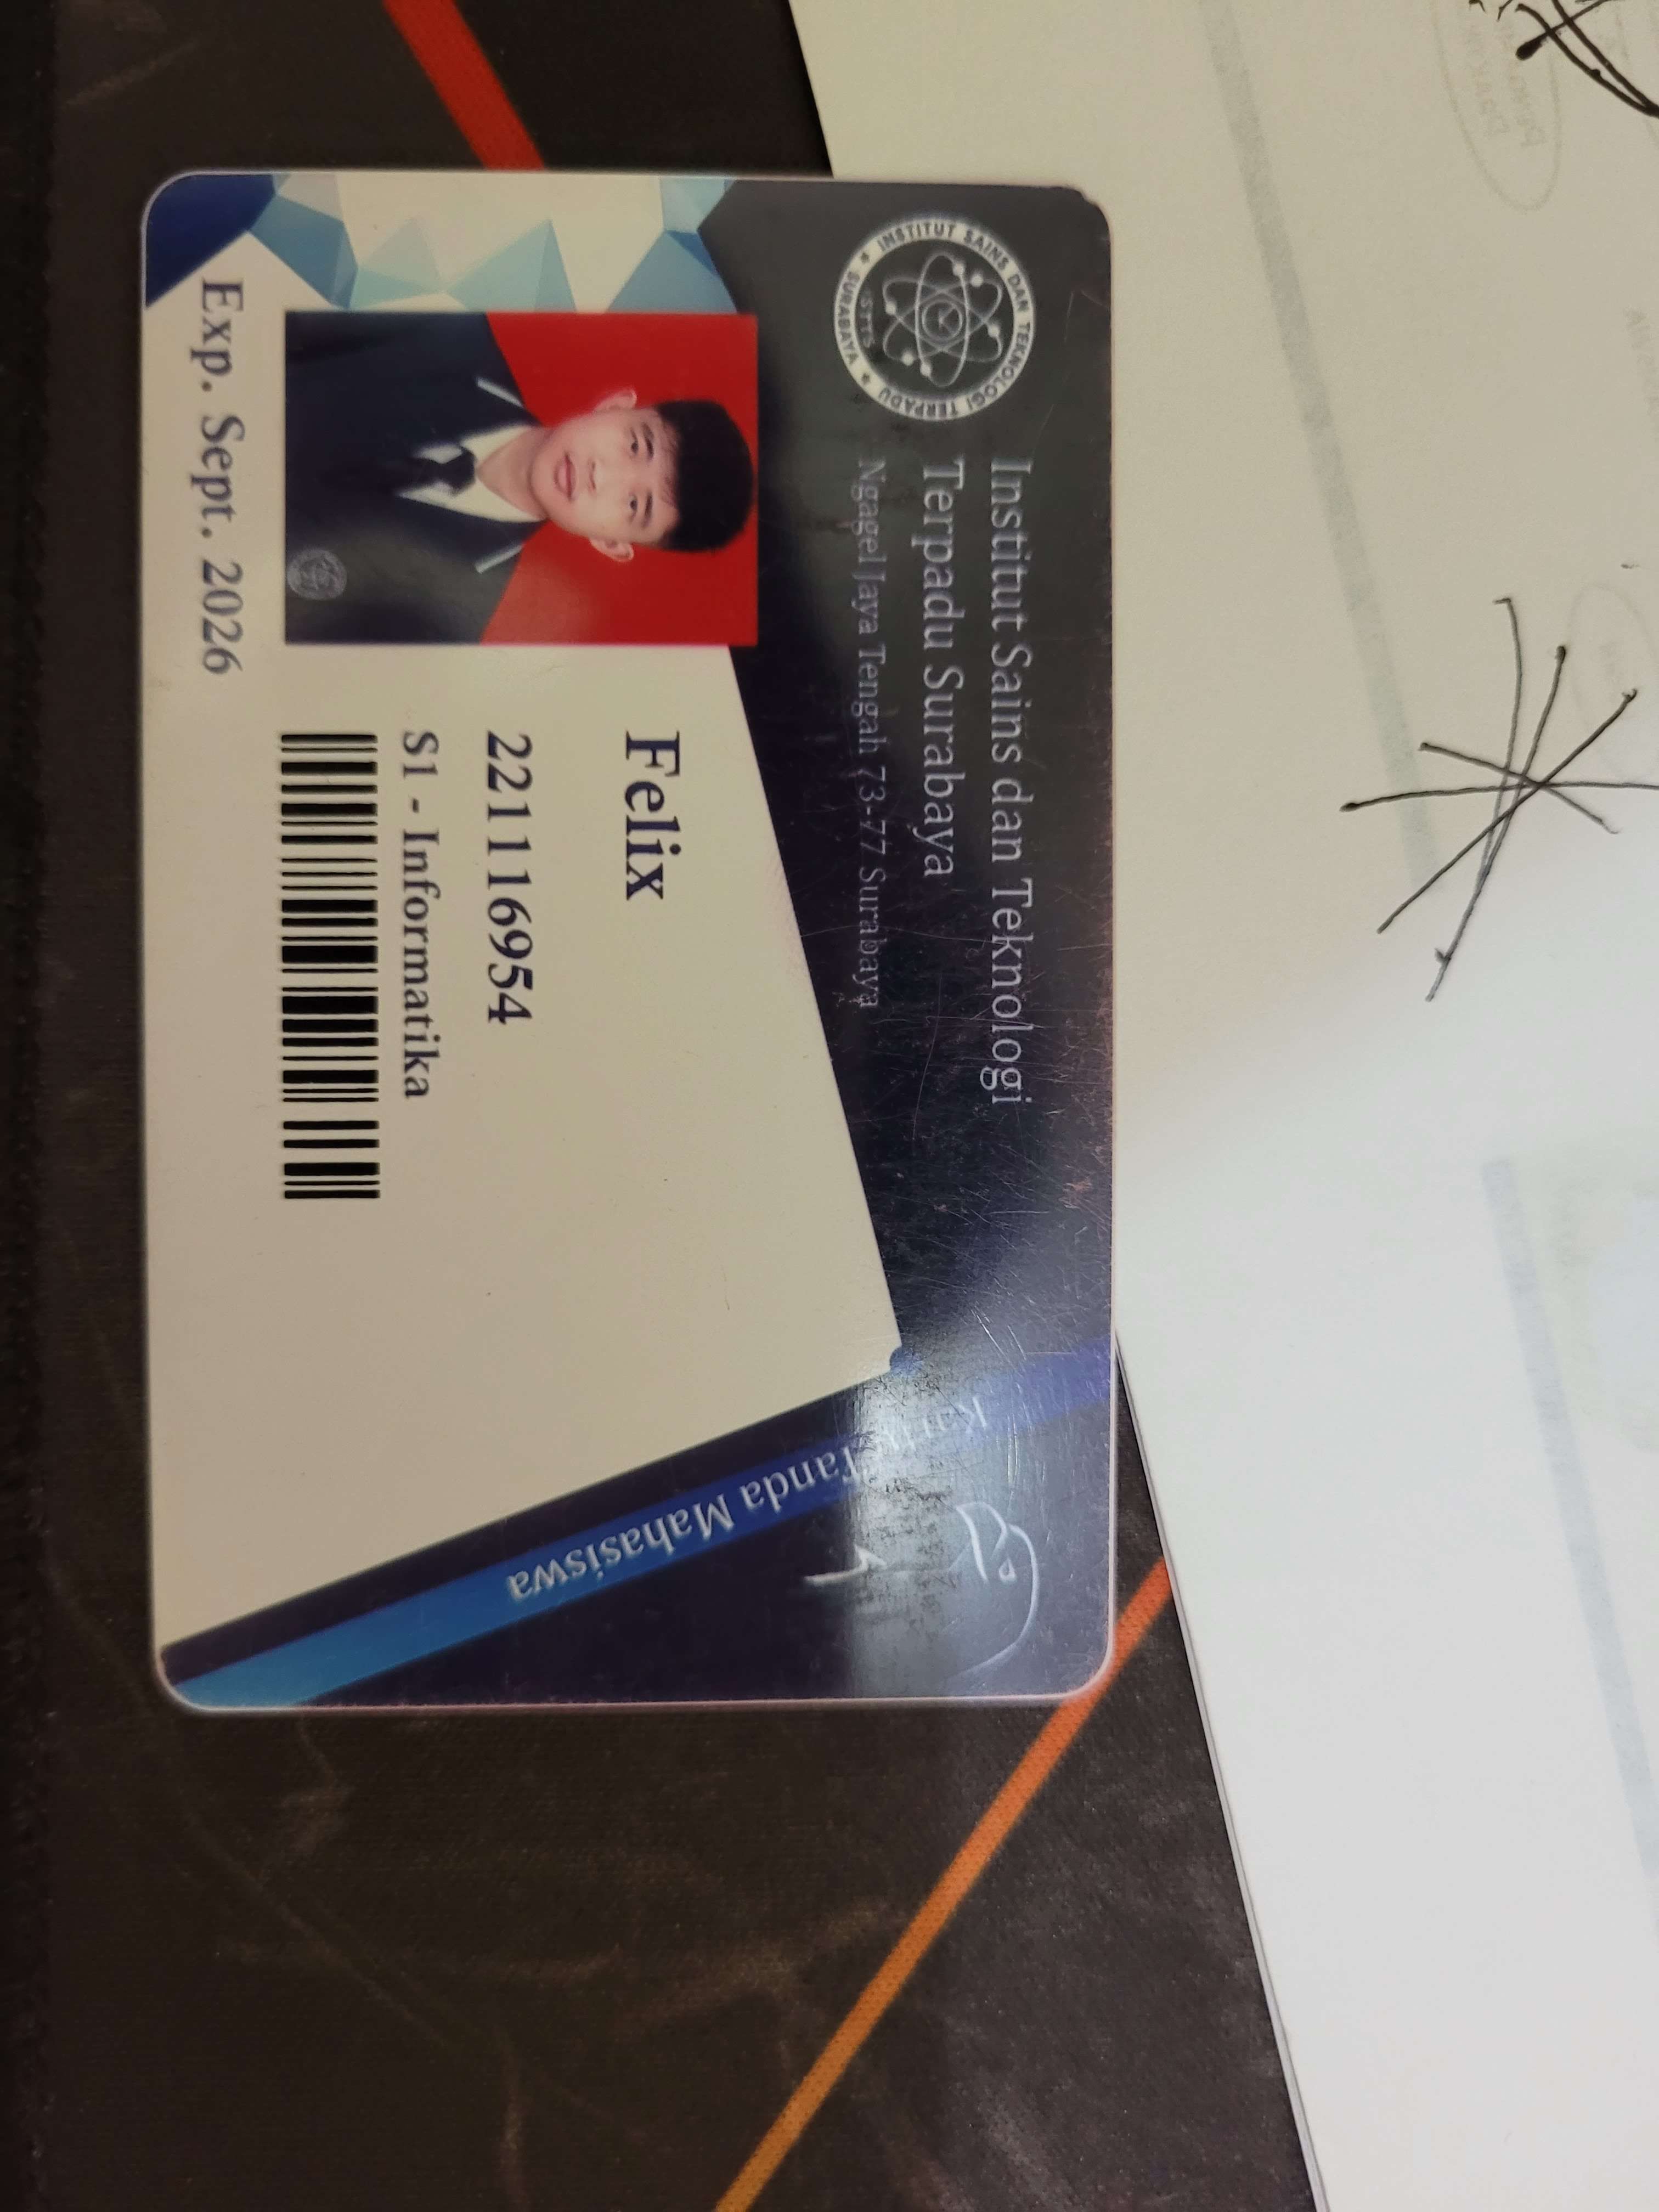 INSTITUT SAINS DAN TEKNOLOGI TERPADU
SURABAYA
iSTTS
Institut Sains dan Teknologi
Terpadu Surabaya
Ngagel Jaya Tengah 73-77 Surabaya
Felix
221116954
S1 - Informatika
Exp. Sept. 2026
Kartu Tanda Mahasiswa